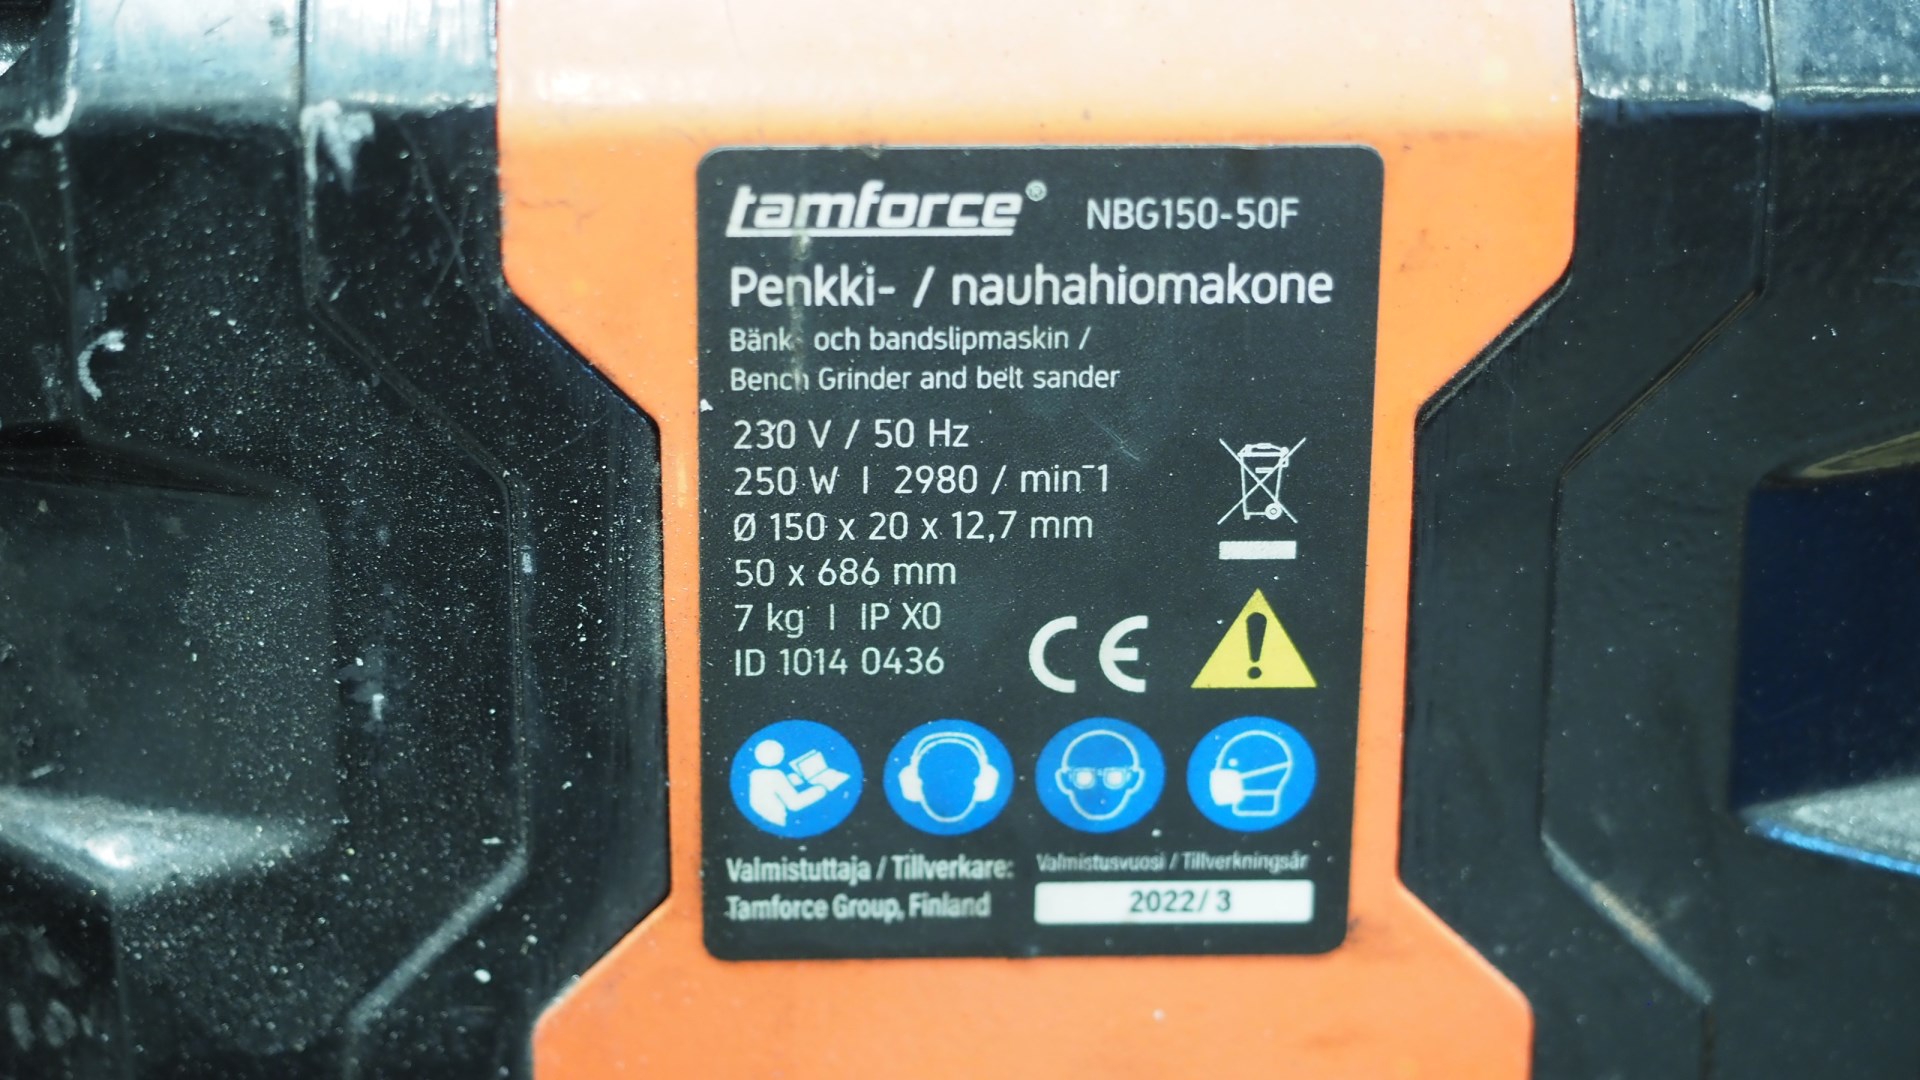 tamforce® NBG150-50F
Penkki- / nauhahiomakone
Bänk- och bandslipmaskin /
Bench Grinder and belt sander
230 V / 50 Hz
250 W | 2980 / min⁻1
Ø 150 x 20 x 12,7 mm
50 x 686 mm
7 kg | IP X0
ID 1014 0436
CE
Valmistuttaja / Tillverkare:
Tamforce Group, Finland
Valmistusvuosi / Tillverkningsår
2022/ 3